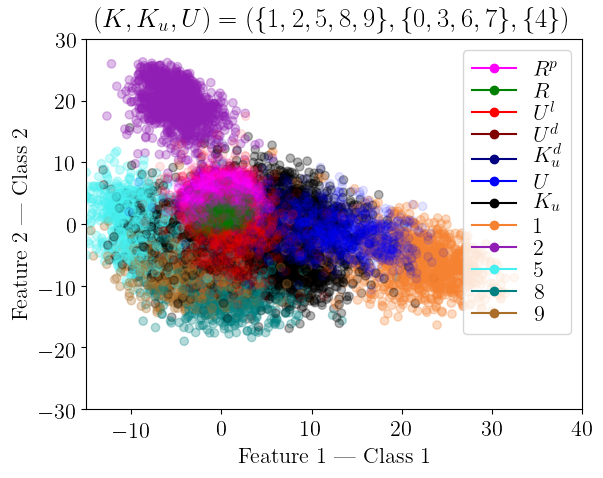 (K, K_u, U) = ({1, 2, 5, 8, 9}, {0, 3, 6, 7}, {4})
30
20
10
0
−10
−20
−30
Feature 2 — Class 2
R^p
R
U^l
U^d
K_u^d
U
K_u
1
2
5
8
9
−10
0
10
20
30
40
Feature 1 — Class 1